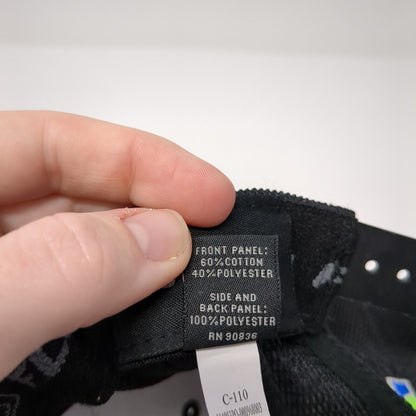 FRONT PANEL:
60%COTTON
40%POLYESTER
SIDE AND
BACK PANEL:
100%POLYESTER
RN 90836
C-110